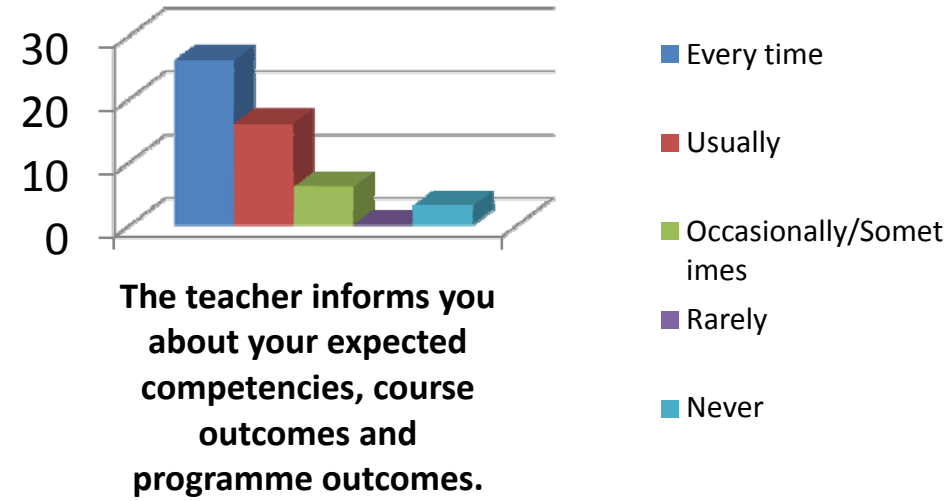 30
20
10
0
The teacher informs you
about your expected
competencies, course
outcomes and
programme outcomes.
Every time
Usually
Occasionally/Somet
imes
Rarely
Never